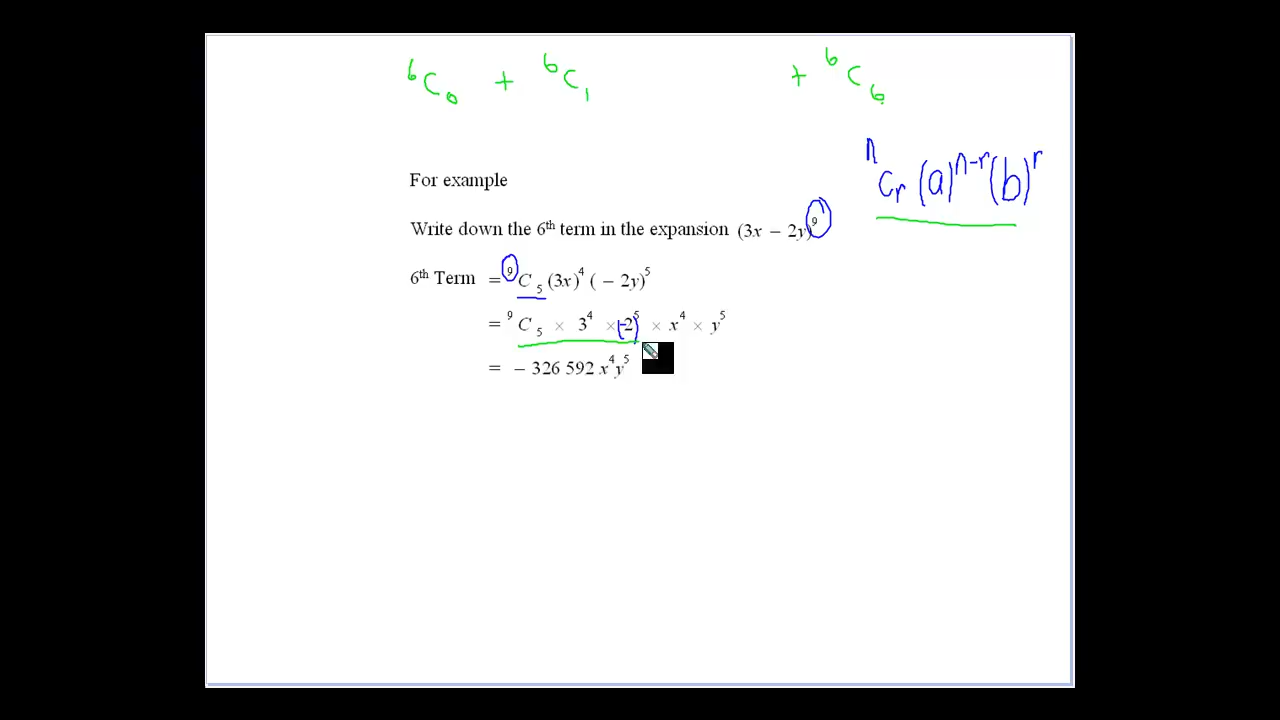 ⁶C₀ + ⁶C₁ + ⁶C₆
ⁿCᵣ (a)ⁿ⁻ʳ (b)ʳ
For example
Write down the 6ᵗʰ term in the expansion (3x − 2y)⁹
6ᵗʰ Term = ⁹C₅ (3x)⁴ ( − 2y)⁵
= ⁹C₅ × 3⁴ × (-2)⁵ × x⁴ × y⁵
= − 326 592 x⁴y⁵